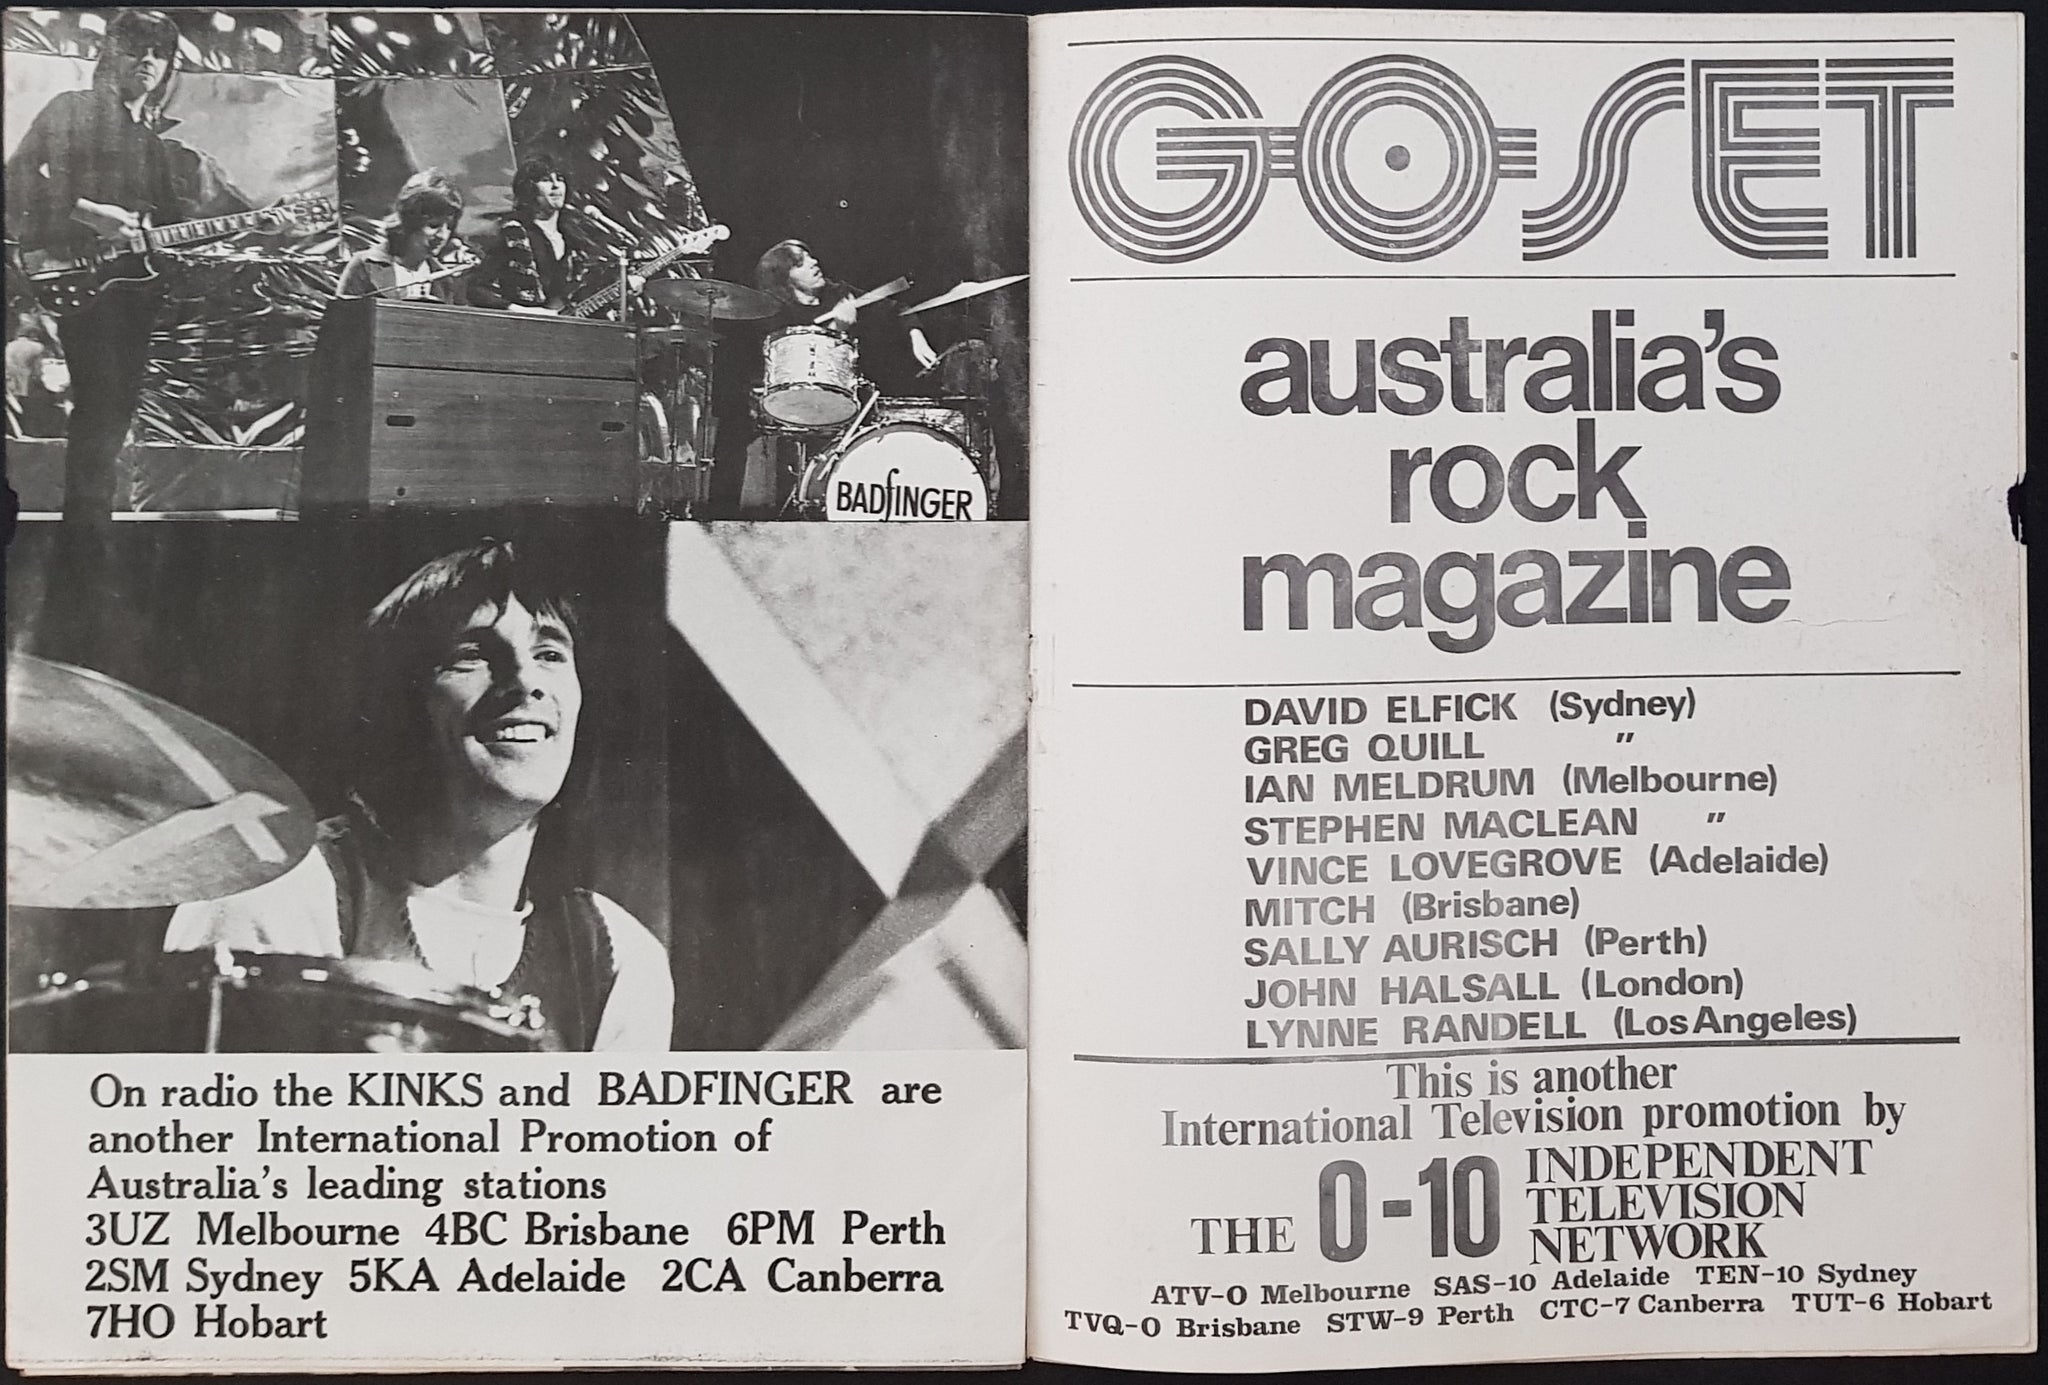 BADfINGER
On radio the KINKS and BADFINGER are
another International Promotion of
Australia's leading stations
3UZ Melbourne 4BC Brisbane 6PM Perth
2SM Sydney 5KA Adelaide 2CA Canberra
7HO Hobart
GO-SET
australia's
rock
magazine
DAVID ELFICK (Sydney)
GREG QUILL "
IAN MELDRUM (Melbourne)
STEPHEN MACLEAN "
VINCE LOVEGROVE (Adelaide)
MITCH (Brisbane)
SALLY AURISCH (Perth)
JOHN HALSALL (London)
LYNNE RANDELL (Los Angeles)
This is another
International Television promotion by
THE 0-10 INDEPENDENT
TELEVISION
NETWORK
ATV-O Melbourne SAS-10 Adelaide TEN-10 Sydney
TVQ-O Brisbane STW-9 Perth CTC-7 Canberra TUT-6 Hobart